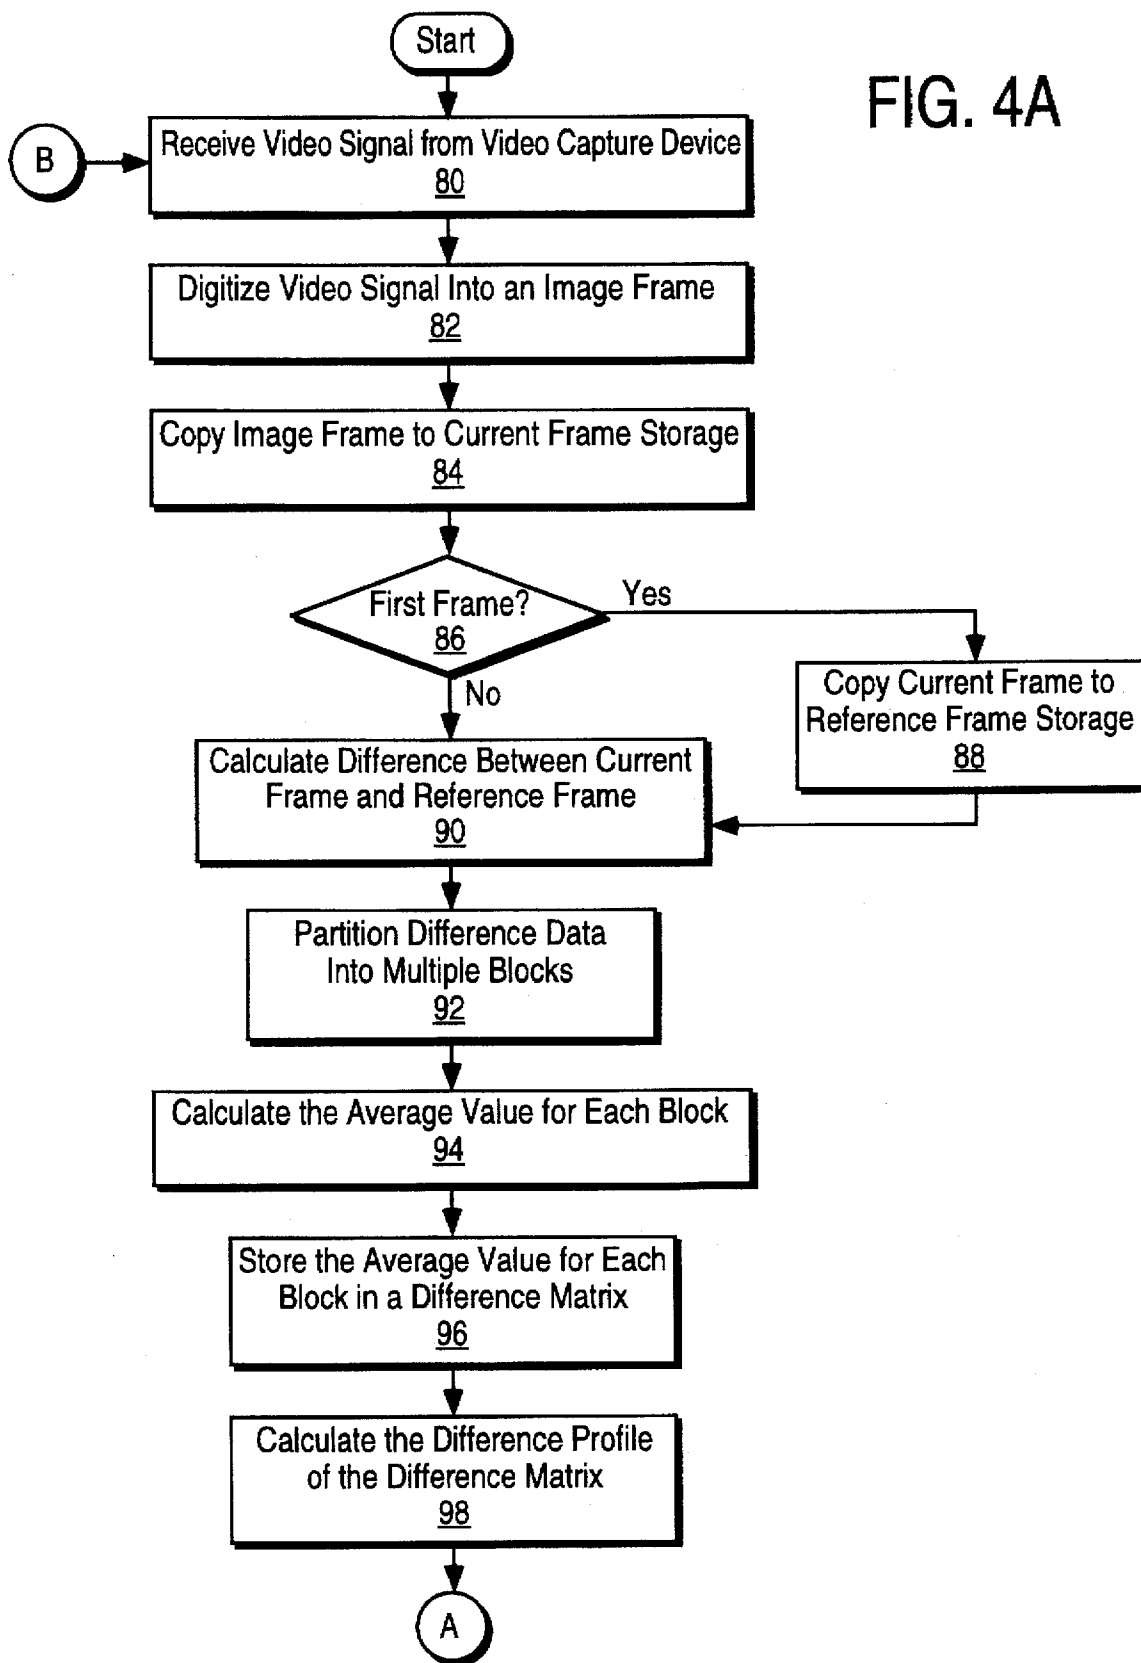 Start
FIG. 4A
B
Receive Video Signal from Video Capture Device
80
Digitize Video Signal Into an Image Frame
82
Copy Image Frame to Current Frame Storage
84
First Frame?
86
Yes
No
Copy Current Frame to
Reference Frame Storage
88
Calculate Difference Between Current
Frame and Reference Frame
90
Partition Difference Data
Into Multiple Blocks
92
Calculate the Average Value for Each Block
94
Store the Average Value for Each
Block in a Difference Matrix
96
Calculate the Difference Profile
of the Difference Matrix
98
A